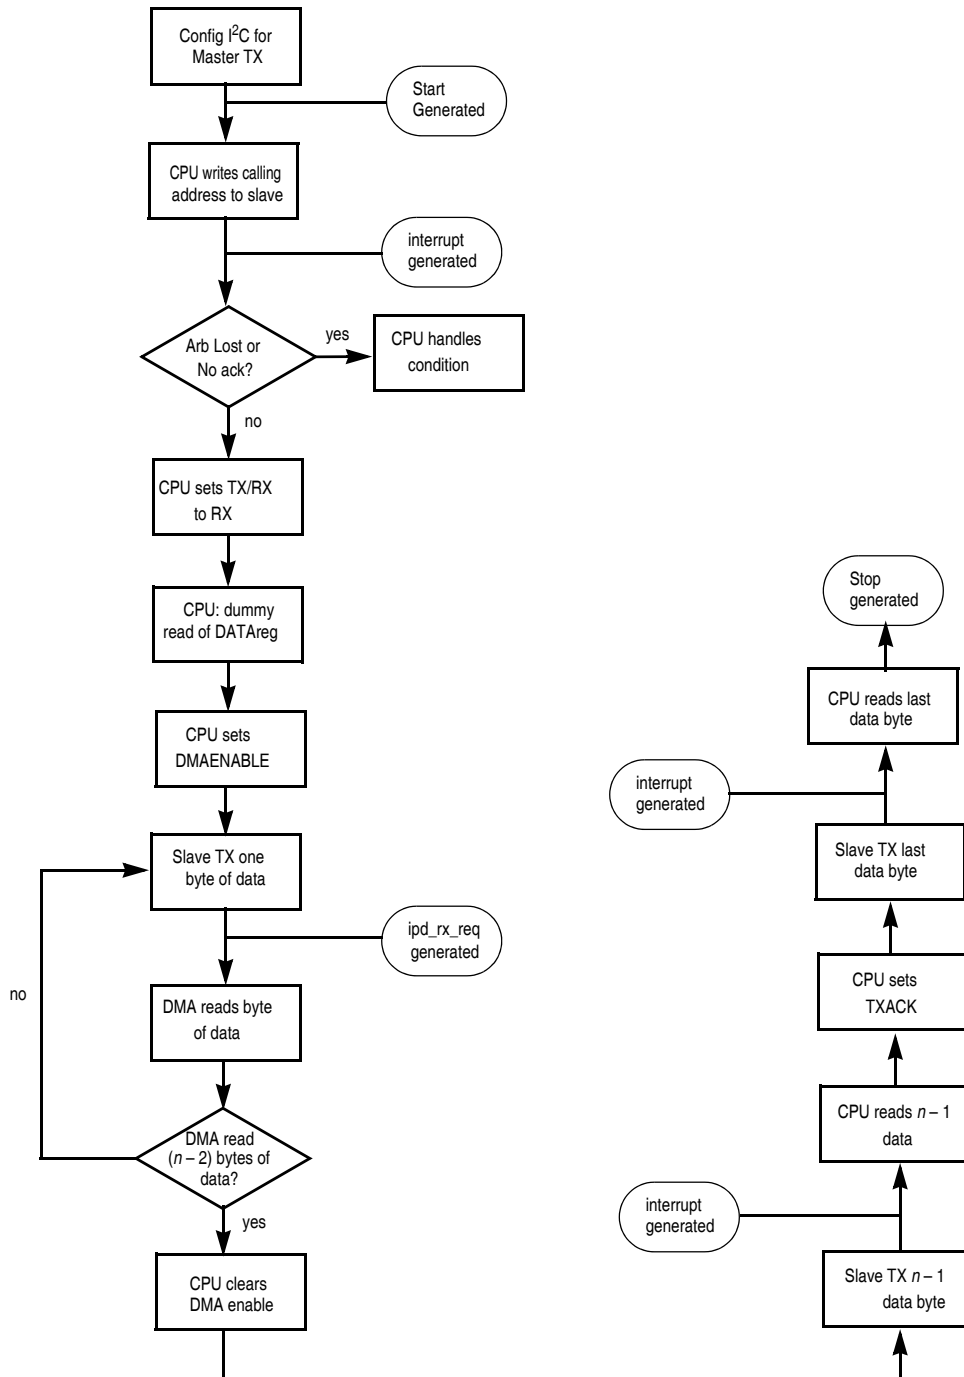 Config I²C for
Master TX
Start
Generated
CPU writes calling
address to slave
interrupt
generated
Arb Lost or
No ack?
yes
CPU handles
condition
no
CPU sets TX/RX
to RX
CPU: dummy
read of DATAreg
CPU sets
DMAENABLE
Slave TX one
byte of data
ipd_rx_req
generated
no
DMA reads byte
of data
DMA read
(n – 2) bytes of
data?
yes
CPU clears
DMA enable
Stop
generated
CPU reads last
data byte
interrupt
generated
Slave TX last
data byte
CPU sets
TXACK
CPU reads n – 1
data
interrupt
generated
Slave TX n – 1
data byte